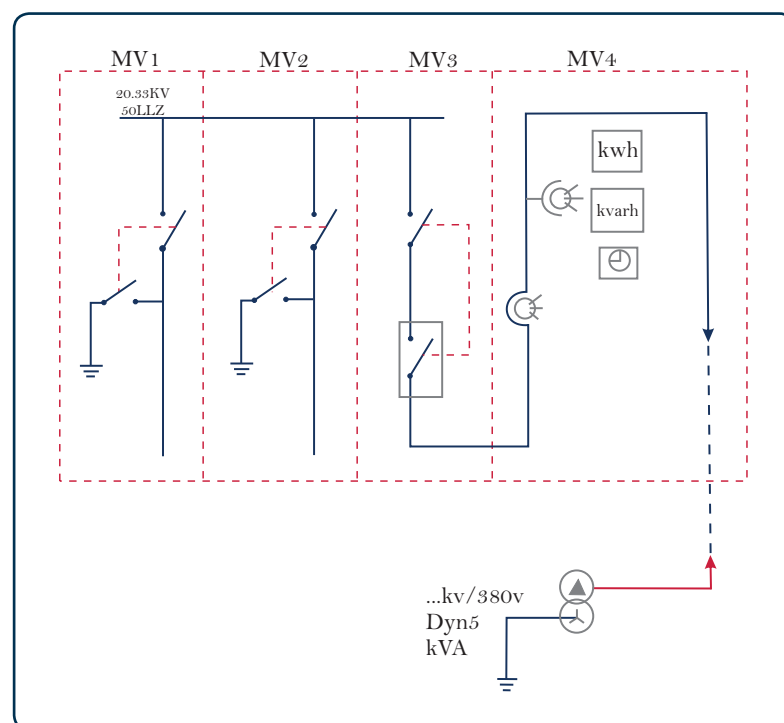 MV1
MV2
MV3
MV4
20.33KV
50LLZ
kwh
kvarh
...kv/380v
Dyn5
kVA